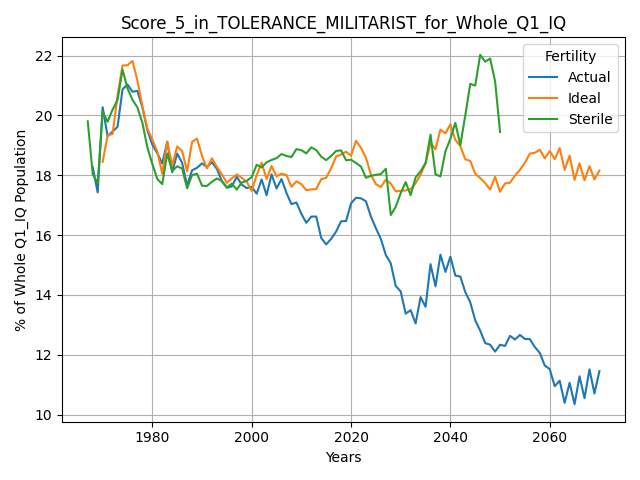 Score_5_in_TOLERANCE_MILITARIST_for_Whole_Q1_IQ
% of Whole Q1_IQ Population
22
20
18
16
14
12
10
Fertility
Actual
Ideal
Sterile
1980 2000 2020 2040 2060
Years